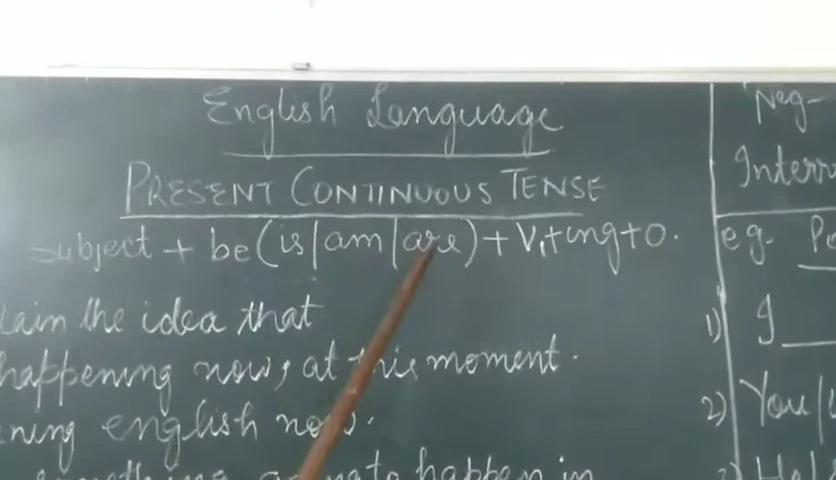 English Language
PRESENT CONTINUOUS TENSE
subject + be (is/am/are) + V1+ing+o.
lain the idea that
happening now, at this moment.
ning english now.
to happen in
Neg-
Interr
eg.
1) I
2) You/